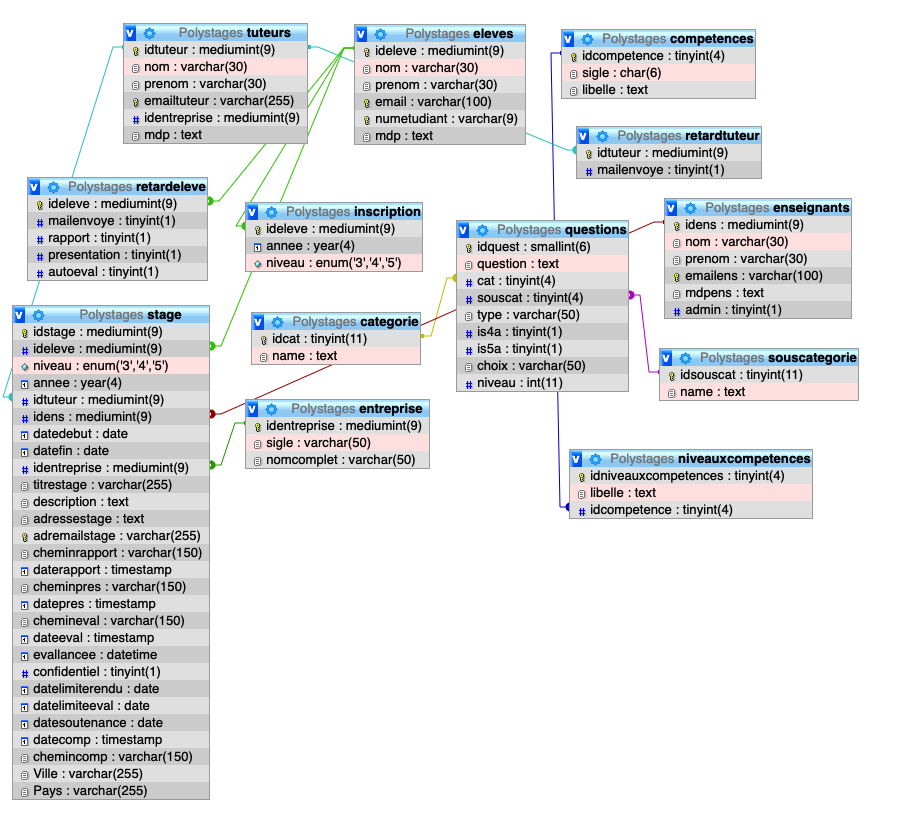 Polystages tuteurs
idtuteur : mediumint(9)
nom : varchar(30)
prenom : varchar(30)
emailtuteur : varchar(255)
identreprise : mediumint(9)
mdp : text
Polystages eleves
ideleve : mediumint(9)
nom : varchar(30)
prenom : varchar(30)
email : varchar(100)
numetudiant : varchar(9)
mdp : text
Polystages competences
idcompetence : tinyint(4)
sigle : char(6)
libelle : text
Polystages retardtuteur
idtuteur : mediumint(9)
mailenvoye : tinyint(1)
Polystages retardeleve
ideleve : mediumint(9)
mailenvoye : tinyint(1)
rapport : tinyint(1)
presentation : tinyint(1)
autoeval : tinyint(1)
Polystages inscription
ideleve : mediumint(9)
annee : year(4)
niveau : enum('3','4','5')
Polystages questions
idquest : smallint(6)
question : text
cat : tinyint(4)
souscat : tinyint(4)
type : varchar(50)
is4a : tinyint(1)
is5a : tinyint(1)
choix : varchar(50)
niveau : int(11)
Polystages enseignants
idens : mediumint(9)
nom : varchar(30)
prenom : varchar(30)
emailens : varchar(100)
mdpens : text
admin : tinyint(1)
Polystages stage
idstage : mediumint(9)
ideleve : mediumint(9)
niveau : enum('3','4','5')
annee : year(4)
idtuteur : mediumint(9)
idens : mediumint(9)
datedebut : date
datefin : date
identreprise : mediumint(9)
titrestage : varchar(255)
description : text
adressestage : text
adremailstage : varchar(255)
cheminrapport : varchar(150)
daterapport : timestamp
cheminpres : varchar(150)
datepres : timestamp
chemineval : varchar(150)
dateeval : timestamp
evallancee : datetime
confidentiel : tinyint(1)
datelimiterendu : date
datelimiteeval : date
datesoutenance : date
datecomp : timestamp
chemincomp : varchar(150)
Ville : varchar(255)
Pays : varchar(255)
Polystages categorie
idcat : tinyint(11)
name : text
Polystages souscategorie
idsouscat : tinyint(11)
name : text
Polystages entreprise
identreprise : mediumint(9)
sigle : varchar(50)
nomcomplet : varchar(50)
Polystages niveauxcompetences
idniveauxcompetences : tinyint(4)
libelle : text
idcompetence : tinyint(4)